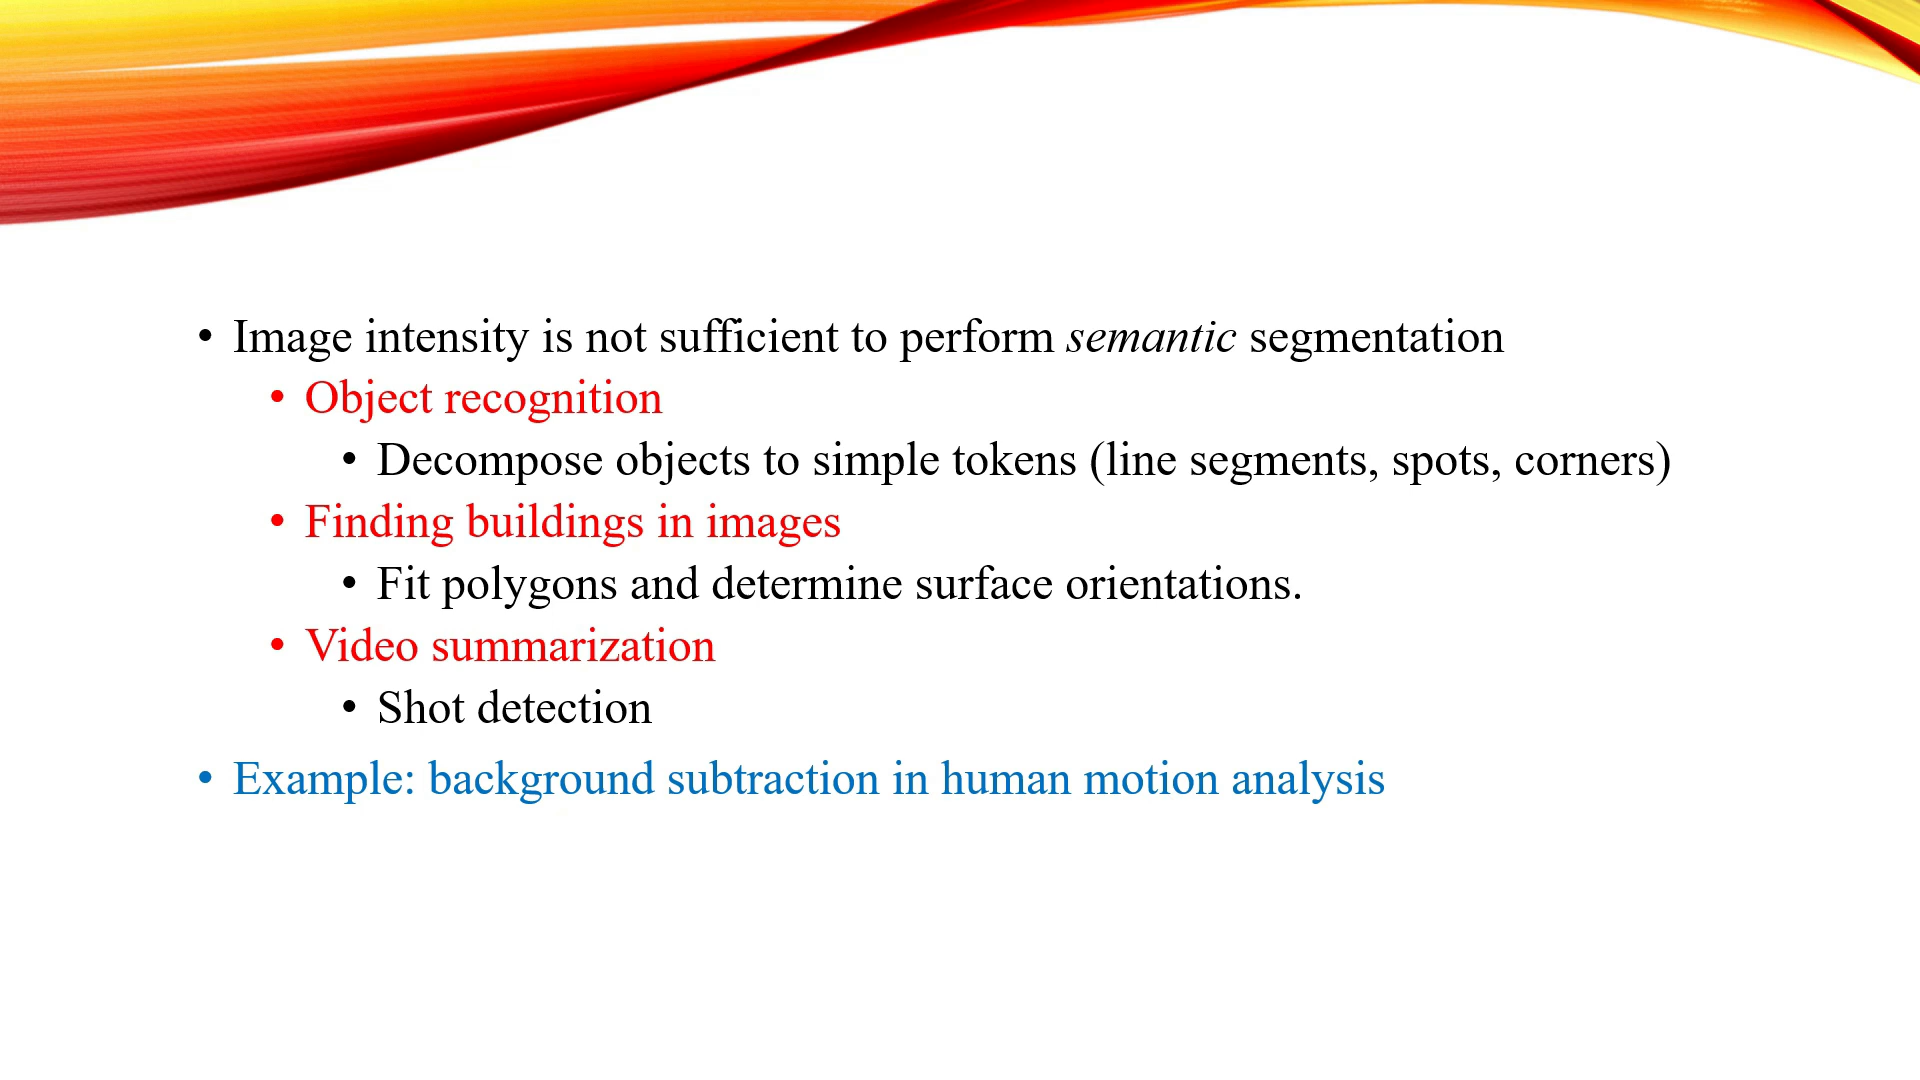 • Image intensity is not sufficient to perform semantic segmentation
• Object recognition
• Decompose objects to simple tokens (line segments, spots, corners)
• Finding buildings in images
• Fit polygons and determine surface orientations.
• Video summarization
• Shot detection
• Example: background subtraction in human motion analysis